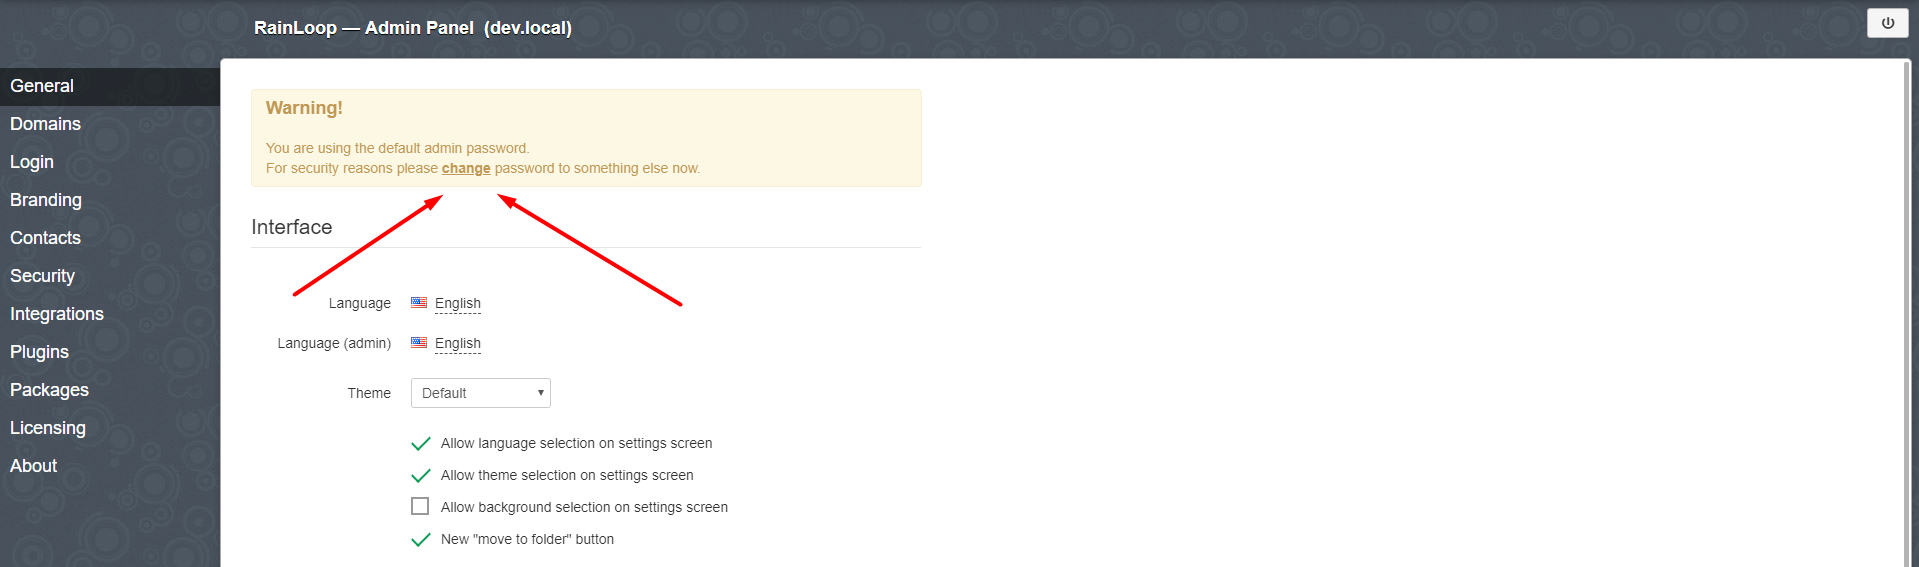 RainLoop — Admin Panel (dev.local)
General
Domains
Login
Branding
Contacts
Security
Integrations
Plugins
Packages
Licensing
About
Warning!
You are using the default admin password.
For security reasons please change password to something else now.
Interface
Language English
Language (admin) English
Theme Default
Allow language selection on settings screen
Allow theme selection on settings screen
Allow background selection on settings screen
New "move to folder" button